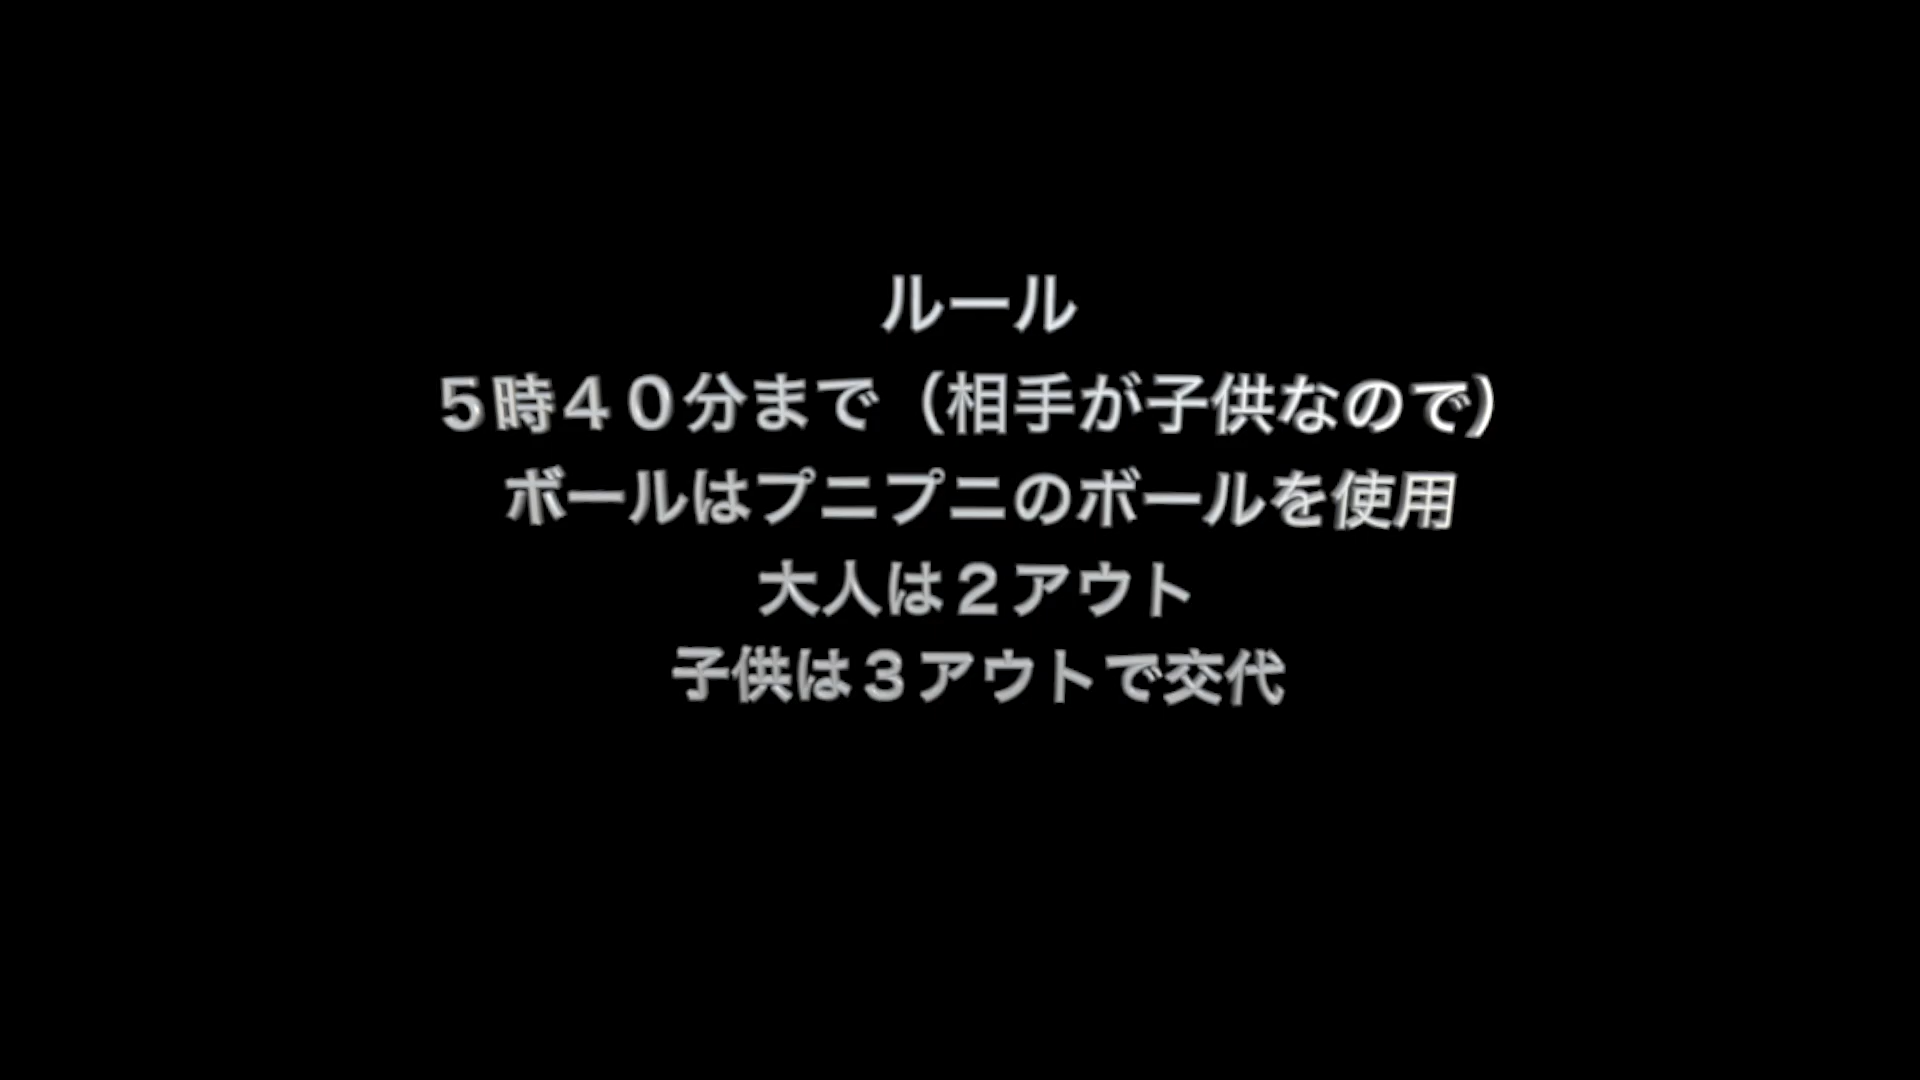 ルール
５時４０分まで（相手が子供なので）
ボールはプニプニのボールを使用
大人は２アウト
子供は３アウトで交代